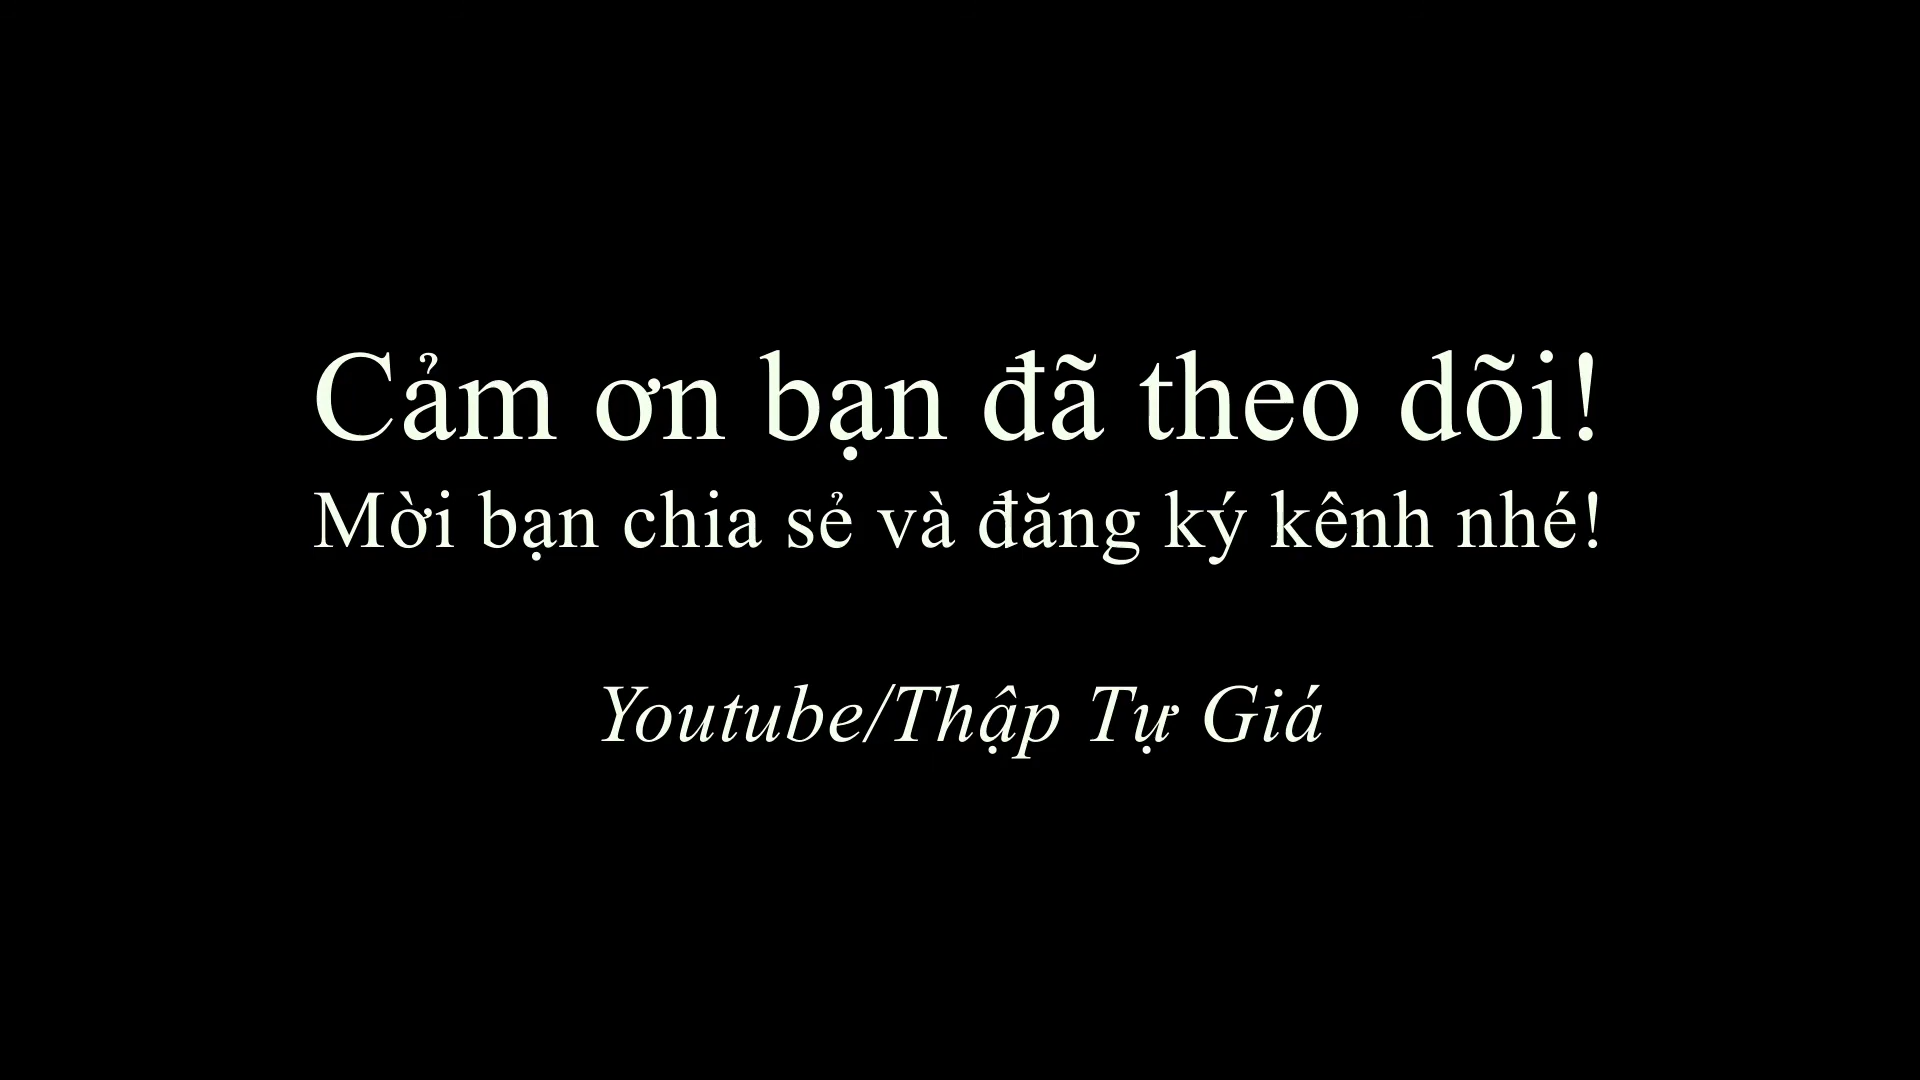 Cảm ơn bạn đã theo dõi!
Mời bạn chia sẻ và đăng ký kênh nhé!
Youtube/Thập Tự Giá